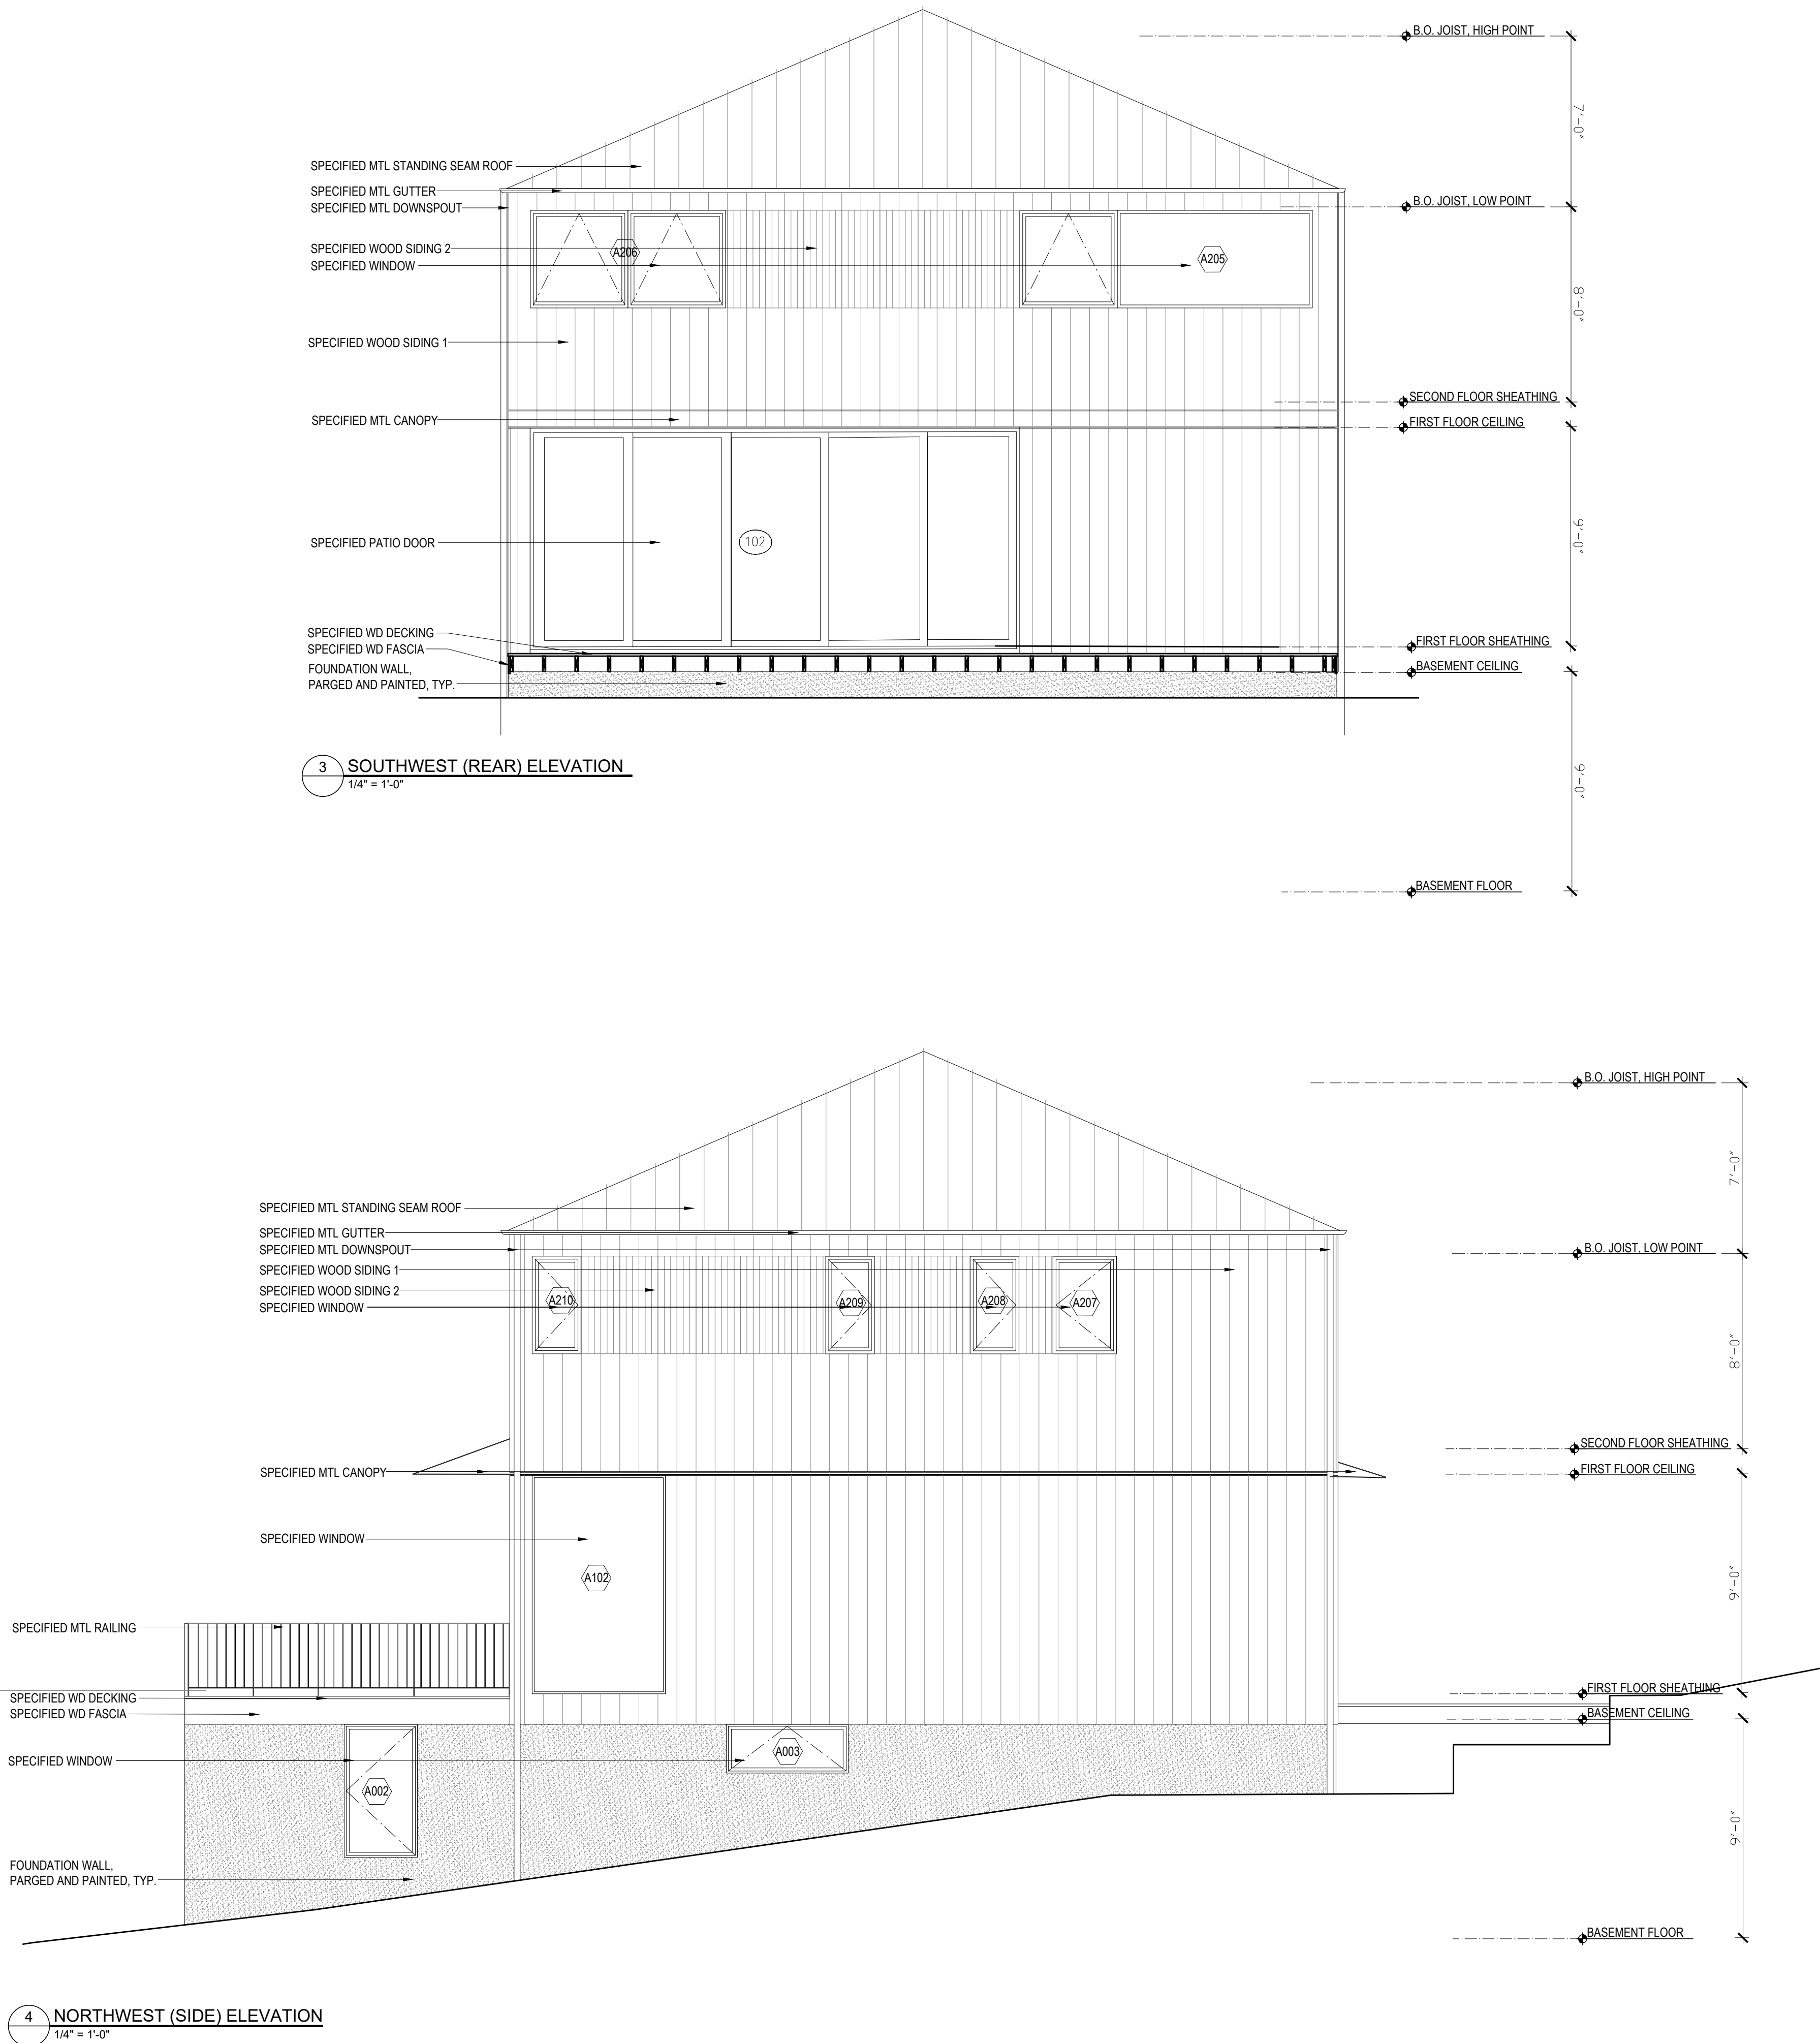 B.O. JOIST, HIGH POINT
7'-0"
SPECIFIED MTL STANDING SEAM ROOF
SPECIFIED MTL GUTTER
SPECIFIED MTL DOWNSPOUT
B.O. JOIST, LOW POINT
SPECIFIED WOOD SIDING 2
SPECIFIED WINDOW
A206
A205
8'-0"
SPECIFIED WOOD SIDING 1
SECOND FLOOR SHEATHING
SPECIFIED MTL CANOPY
FIRST FLOOR CEILING
SPECIFIED PATIO DOOR
102
9'-0"
SPECIFIED WD DECKING
SPECIFIED WD FASCIA
FIRST FLOOR SHEATHING
FOUNDATION WALL,
PARGED AND PAINTED, TYP.
BASEMENT CEILING
3
SOUTHWEST (REAR) ELEVATION
1/4" = 1'-0"
9'-0"
BASEMENT FLOOR
B.O. JOIST, HIGH POINT
7'-0"
SPECIFIED MTL STANDING SEAM ROOF
SPECIFIED MTL GUTTER
SPECIFIED MTL DOWNSPOUT
B.O. JOIST, LOW POINT
SPECIFIED WOOD SIDING 1
SPECIFIED WOOD SIDING 2
SPECIFIED WINDOW
A210
A209
A208
A207
8'-0"
SECOND FLOOR SHEATHING
SPECIFIED MTL CANOPY
FIRST FLOOR CEILING
SPECIFIED WINDOW
A102
9'-0"
SPECIFIED MTL RAILING
SPECIFIED WD DECKING
SPECIFIED WD FASCIA
FIRST FLOOR SHEATHING
BASEMENT CEILING
SPECIFIED WINDOW
A002
A003
9'-0"
FOUNDATION WALL,
PARGED AND PAINTED, TYP.
BASEMENT FLOOR
4
NORTHWEST (SIDE) ELEVATION
1/4" = 1'-0"